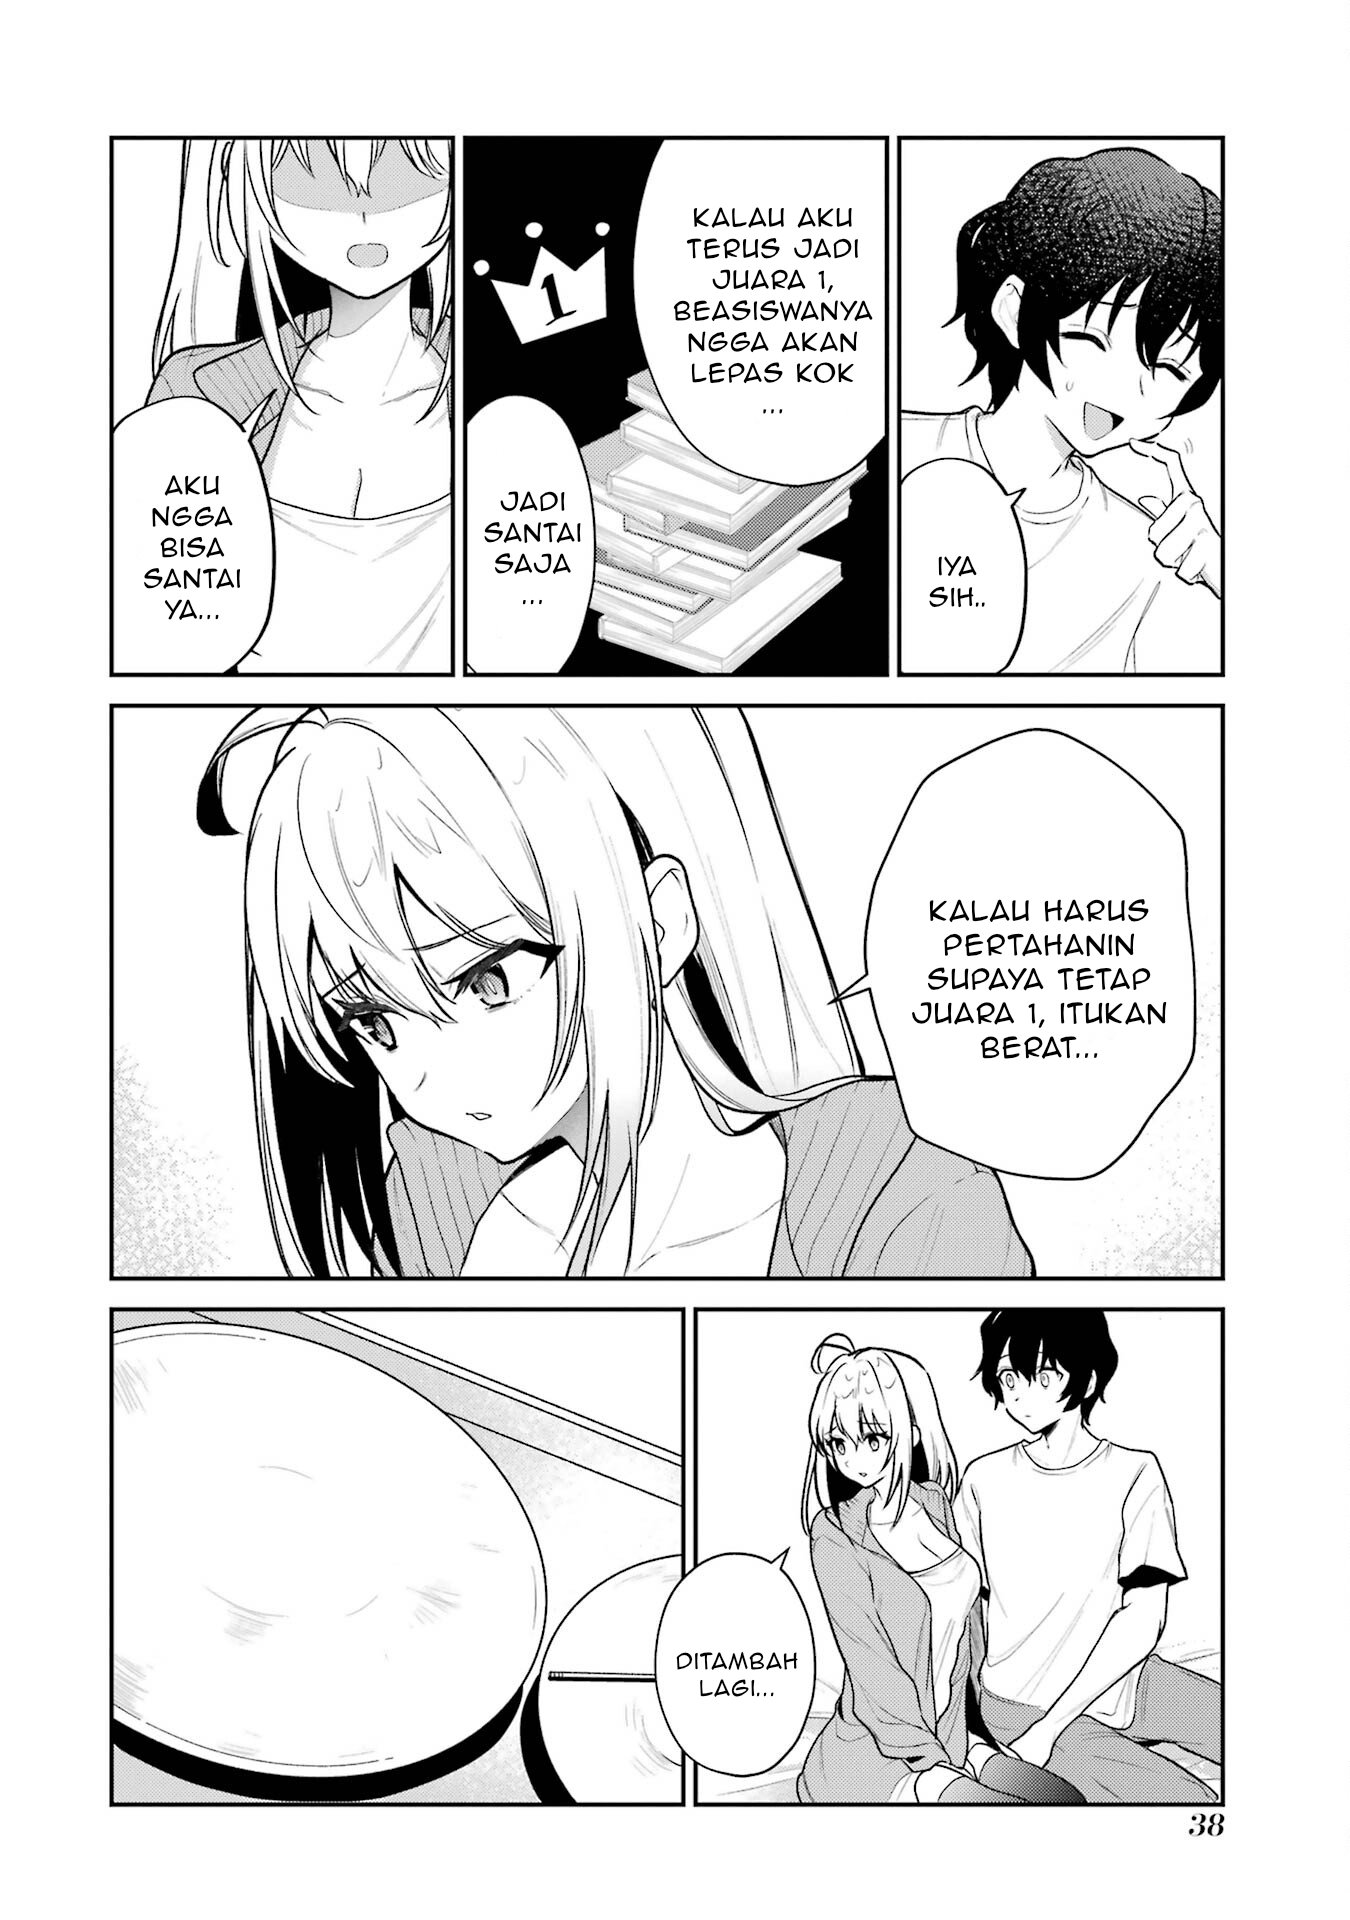 IYA
SIH..
KALAU AKU
TERUS JADI
JUARA 1,
BEASISWANYA
NGGA AKAN
LEPAS KOK
...
1
JADI
SANTAI
SAJA
...
AKU
NGGA
BISA
SANTAI
YA...
KALAU HARUS
PERTAHANIN
SUPAYA TETAP
JUARA 1, ITUKAN
BERAT...
DITAMBAH
LAGI...
38